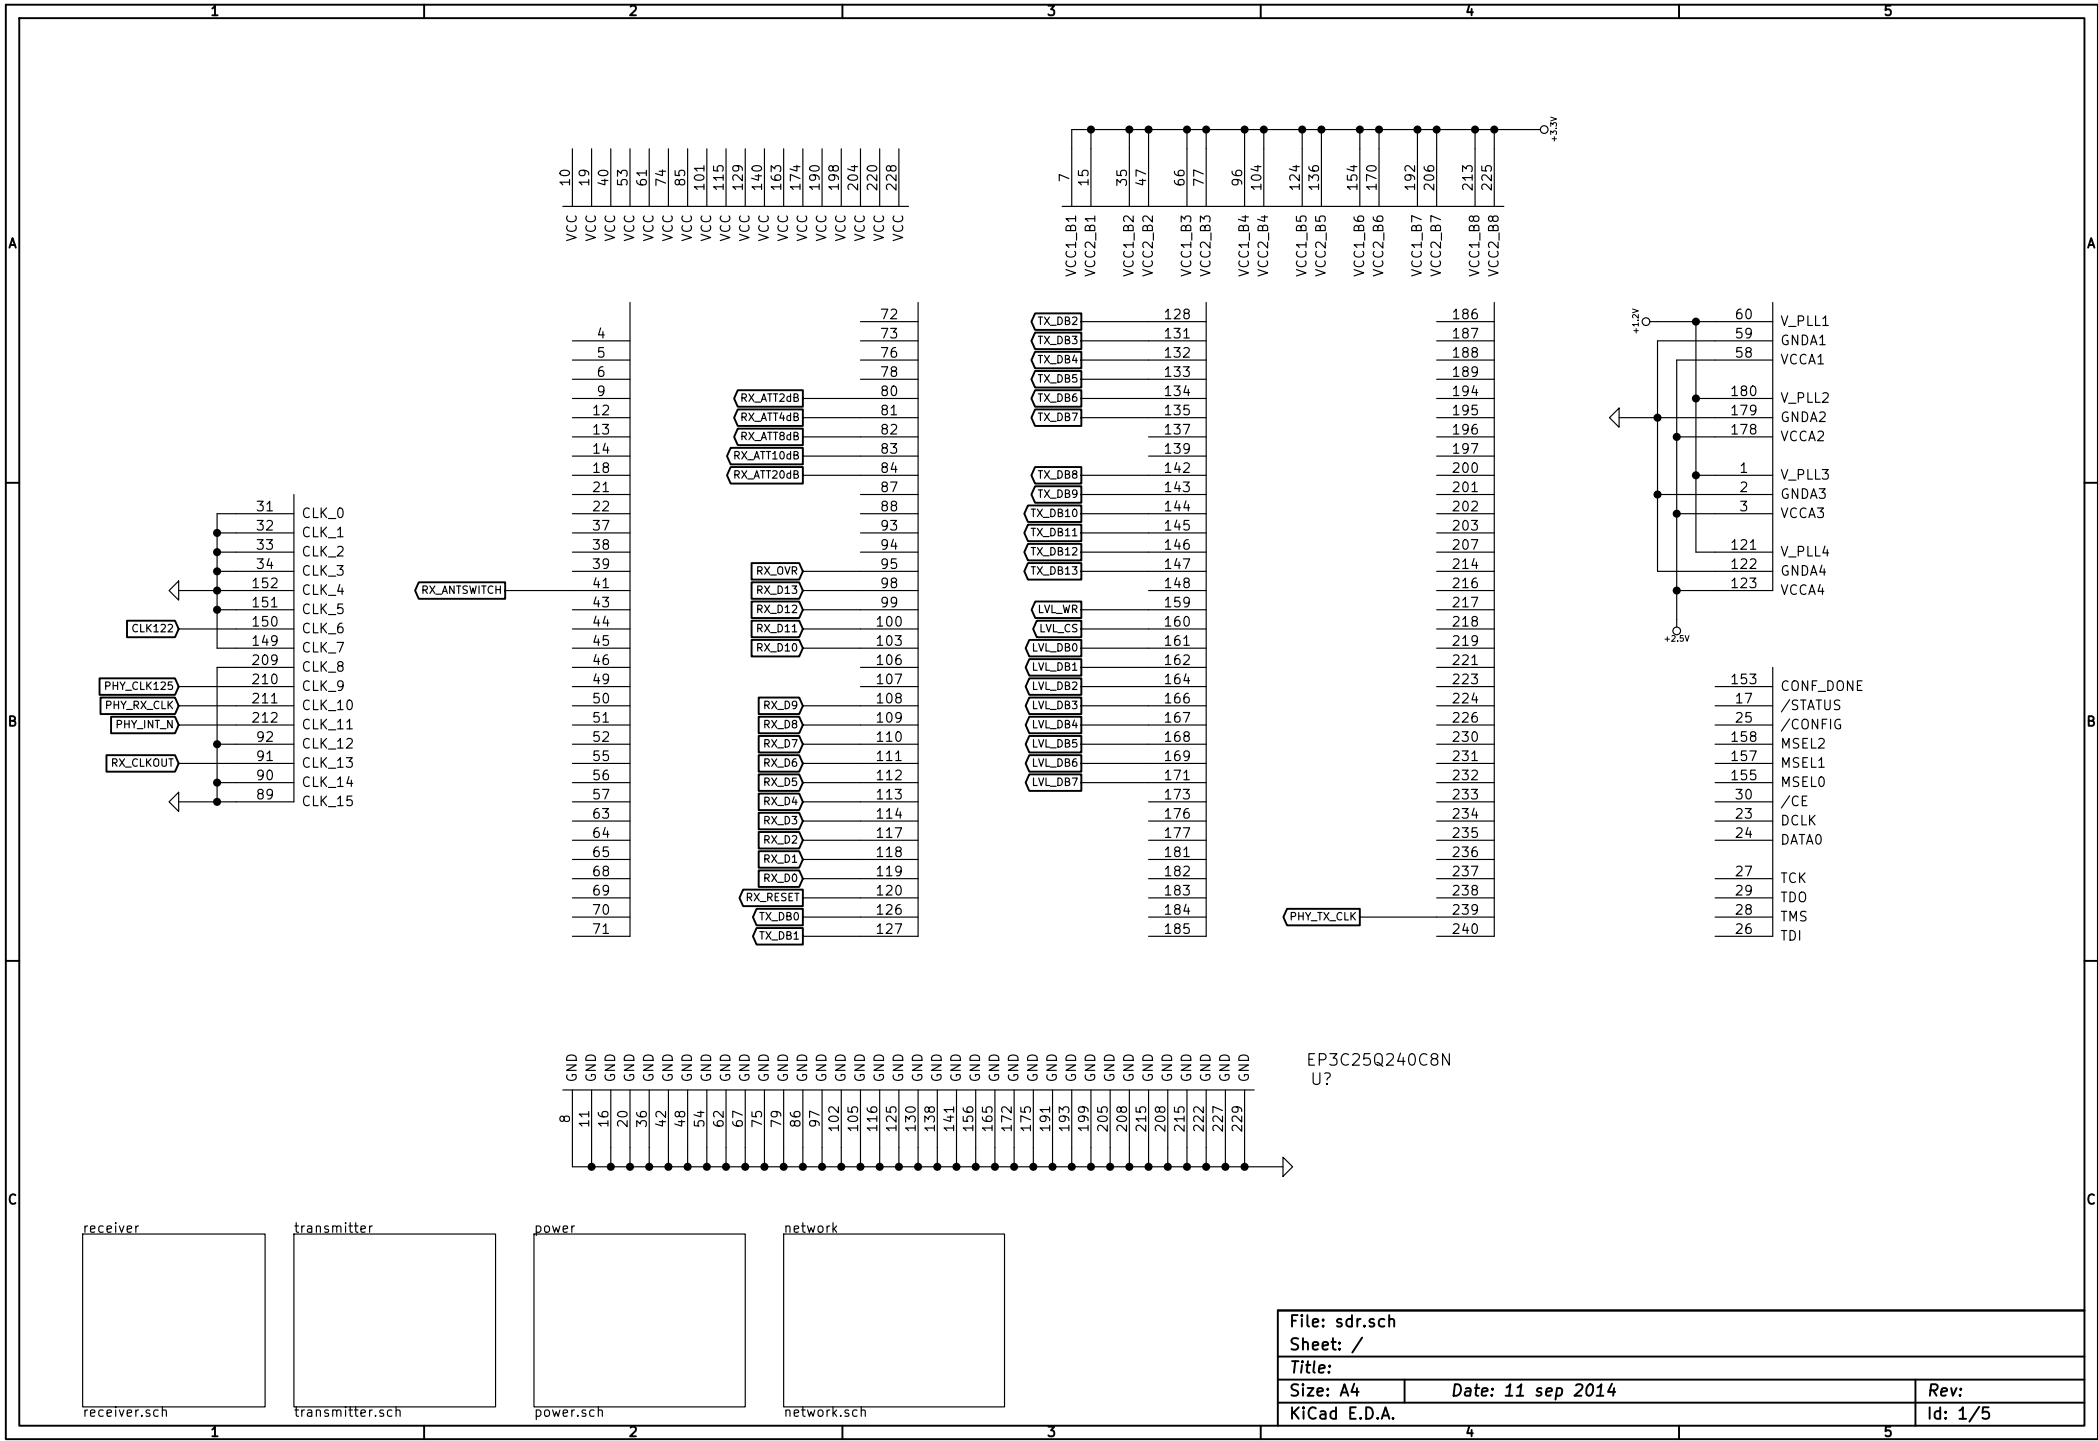 1 2 3 4 5
A A
B B
C C
+3.3V
10 19 40 53 61 74 85 101 115 129 140 163 174 190 198 204 220 228
VCC VCC VCC VCC VCC VCC VCC VCC VCC VCC VCC VCC VCC VCC VCC VCC VCC VCC
7 15 35 47 66 77 96 104 124 136 154 170 192 206 213 225
VCC1_B1 VCC2_B1 VCC1_B2 VCC2_B2 VCC1_B3 VCC2_B3 VCC1_B4 VCC2_B4 VCC1_B5 VCC2_B5 VCC1_B6 VCC2_B6 VCC1_B7 VCC2_B7 VCC1_B8 VCC2_B8
31 CLK_0
32 CLK_1
33 CLK_2
34 CLK_3
152 CLK_4
151 CLK_5
CLK122 150 CLK_6
149 CLK_7
209 CLK_8
PHY_CLK125 210 CLK_9
PHY_RX_CLK 211 CLK_10
PHY_INT_N 212 CLK_11
92 CLK_12
RX_CLKOUT 91 CLK_13
90 CLK_14
89 CLK_15
4
5
6
9
12
13
14
18
21
22
37
38
39
RX_ANTSWITCH 41
43
44
45
46
49
50
51
52
55
56
57
63
64
65
68
69
70
71
72
73
76
78
RX_ATT2dB 80
RX_ATT4dB 81
RX_ATT8dB 82
RX_ATT10dB 83
RX_ATT20dB 84
87
88
93
94
RX_OVR 95
RX_D13 98
RX_D12 99
RX_D11 100
RX_D10 103
106
107
RX_D9 108
RX_D8 109
RX_D7 110
RX_D6 111
RX_D5 112
RX_D4 113
RX_D3 114
RX_D2 117
RX_D1 118
RX_D0 119
RX_RESET 120
TX_DB0 126
TX_DB1 127
TX_DB2 128
TX_DB3 131
TX_DB4 132
TX_DB5 133
TX_DB6 134
TX_DB7 135
137
139
TX_DB8 142
TX_DB9 143
TX_DB10 144
TX_DB11 145
TX_DB12 146
TX_DB13 147
148
LVL_WR 159
LVL_CS 160
LVL_DB0 161
LVL_DB1 162
LVL_DB2 164
LVL_DB3 166
LVL_DB4 167
LVL_DB5 168
LVL_DB6 169
LVL_DB7 171
173
176
177
181
182
183
184
185
186
187
188
189
194
195
196
197
200
201
202
203
207
214
216
217
218
219
221
223
224
226
230
231
232
233
234
235
236
237
238
PHY_TX_CLK 239
240
+1.2V
60 V_PLL1
59 GNDA1
58 VCCA1
180 V_PLL2
179 GNDA2
178 VCCA2
1 V_PLL3
2 GNDA3
3 VCCA3
121 V_PLL4
122 GNDA4
123 VCCA4
+2.5V
153 CONF_DONE
17 /STATUS
25 /CONFIG
158 MSEL2
157 MSEL1
155 MSEL0
30 /CE
23 DCLK
24 DATA0
27 TCK
29 TDO
28 TMS
26 TDI
GND GND GND GND GND GND GND GND GND GND GND GND GND GND GND GND GND GND GND GND GND GND GND GND GND GND GND GND GND GND GND GND GND GND GND GND
8 11 16 20 36 42 48 54 62 67 75 79 86 97 102 105 116 125 130 138 141 156 165 172 175 191 193 199 205 208 215 208 215 222 227 229
EP3C25Q240C8N
U?
receiver transmitter power network
receiver.sch transmitter.sch power.sch network.sch
File: sdr.sch
Sheet: /
Title:
Size: A4 Date: 11 sep 2014 Rev:
KiCad E.D.A. Id: 1/5
1 2 3 4 5